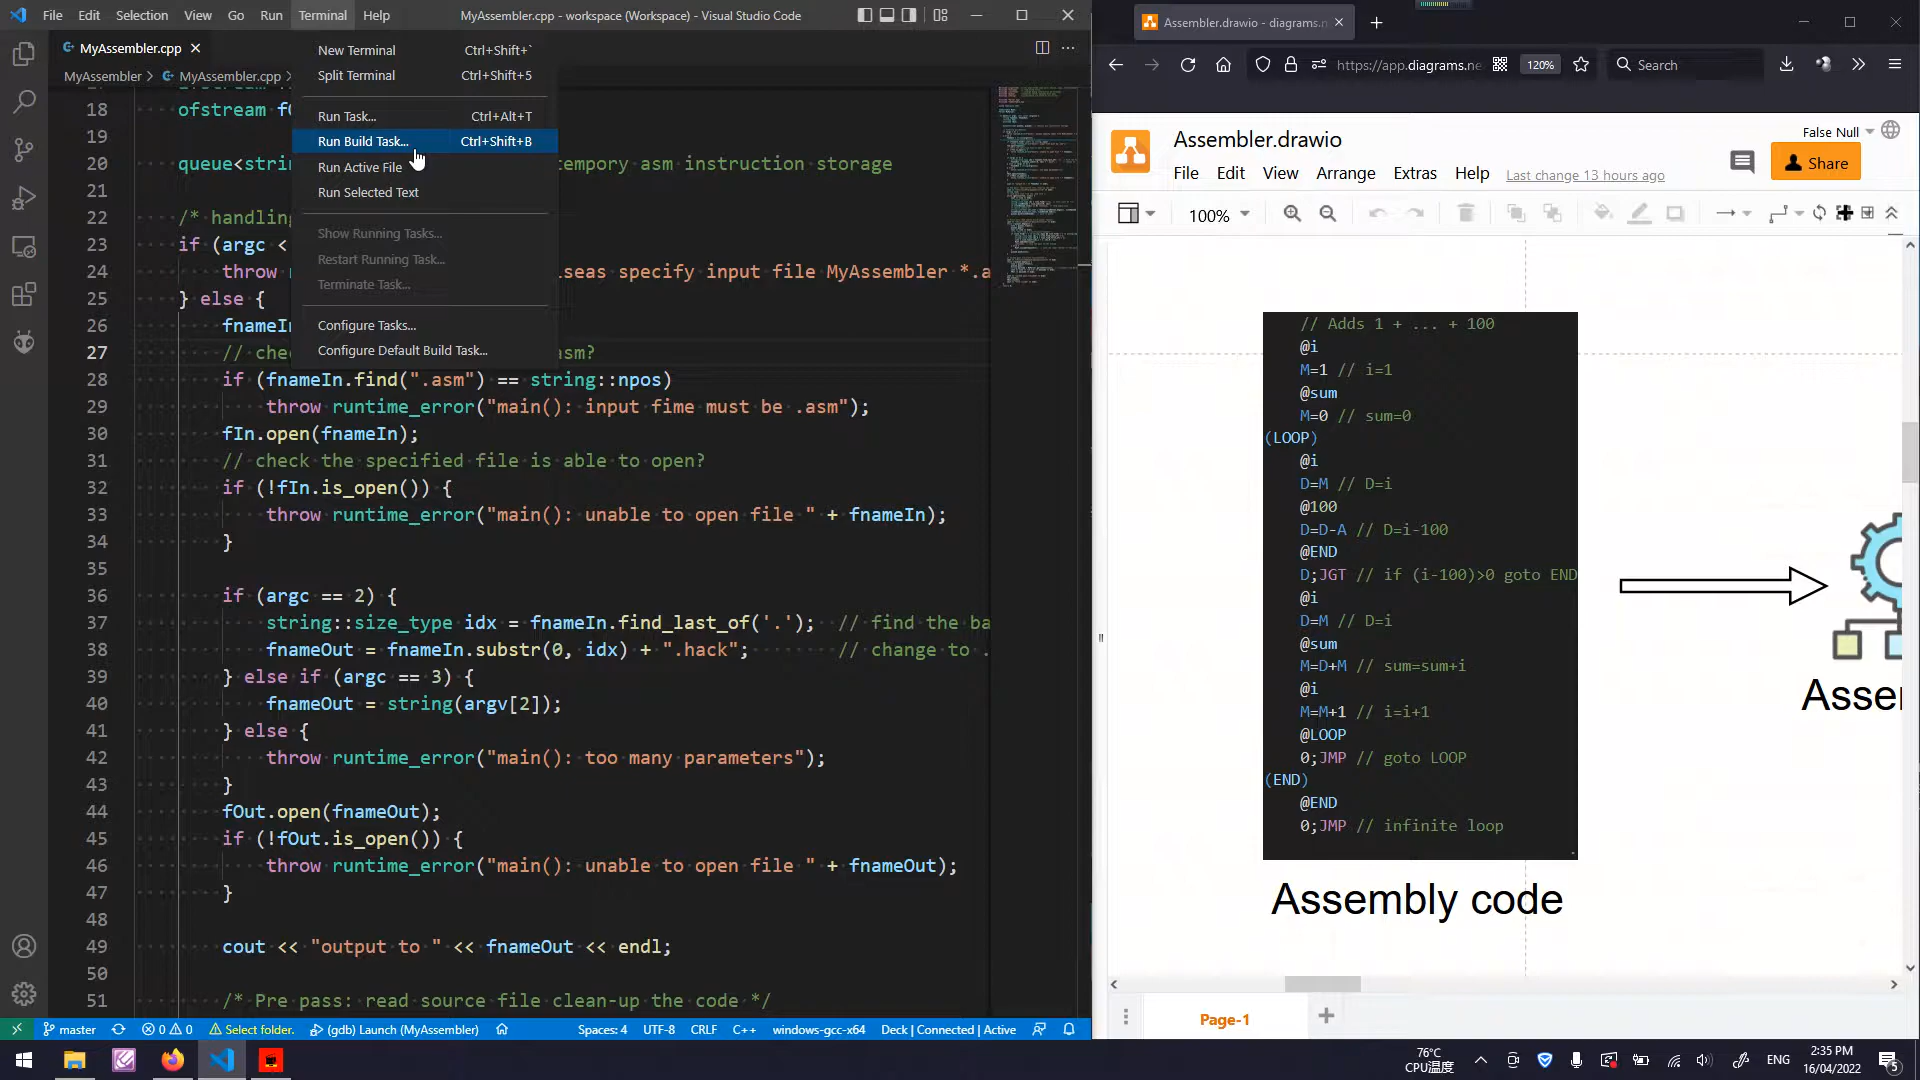 File Edit Selection View Go Run Terminal Help
MyAssembler.cpp - workspace (Workspace) - Visual Studio Code
MyAssembler.cpp
MyAssembler > MyAssembler.cpp >
New Terminal Ctrl+Shift+`
Split Terminal Ctrl+Shift+5
Run Task... Ctrl+Alt+T
Run Build Task... Ctrl+Shift+B
Run Active File
Run Selected Text
Show Running Tasks...
Restart Running Task...
Terminate Task...
Configure Tasks...
Configure Default Build Task...
18 ofstream
19
20 queue<strin tempory asm instruction storage
21
22 /* handling
23 if (argc <
24 throw lseas specify input file MyAssembler *.a
25 } else {
26 fnameIn
27 // chec asm?
28 if (fnameIn.find(".asm") == string::npos)
29 throw runtime_error("main(): input fime must be .asm");
30 fIn.open(fnameIn);
31 // check the specified file is able to open?
32 if (!fIn.is_open()) {
33 throw runtime_error("main(): unable to open file " + fnameIn);
34 }
35
36 if (argc == 2) {
37 string::size_type idx = fnameIn.find_last_of('.'); // find the ba
38 fnameOut = fnameIn.substr(0, idx) + ".hack"; // change to .
39 } else if (argc == 3) {
40 fnameOut = string(argv[2]);
41 } else {
42 throw runtime_error("main(): too many parameters");
43 }
44 fOut.open(fnameOut);
45 if (!fOut.is_open()) {
46 throw runtime_error("main(): unable to open file " + fnameOut);
47 }
48
49 cout << "output to " << fnameOut << endl;
50
51 /* Pre pass: read source file clean-up the code */
master 0 0 Select folder. (gdb) Launch (MyAssembler) Spaces: 4 UTF-8 CRLF C++ windows-gcc-x64 Deck | Connected | Active
Assembler.drawio - diagrams.n
https://app.diagrams.ne 120% Search
Assembler.drawio
False Null
Share
File Edit View Arrange Extras Help Last change 13 hours ago
100%
// Adds 1 + ... + 100
@i
M=1 // i=1
@sum
M=0 // sum=0
(LOOP)
@i
D=M // D=i
@100
D=D-A // D=i-100
@END
D;JGT // if (i-100)>0 goto END
@i
D=M // D=i
@sum
M=D+M // sum=sum+i
@i
M=M+1 // i=i+1
@LOOP
0;JMP // goto LOOP
(END)
@END
0;JMP // infinite loop
Assembly code
Asse
Page-1
76°C
CPU温度
ENG
2:35 PM
16/04/2022
5